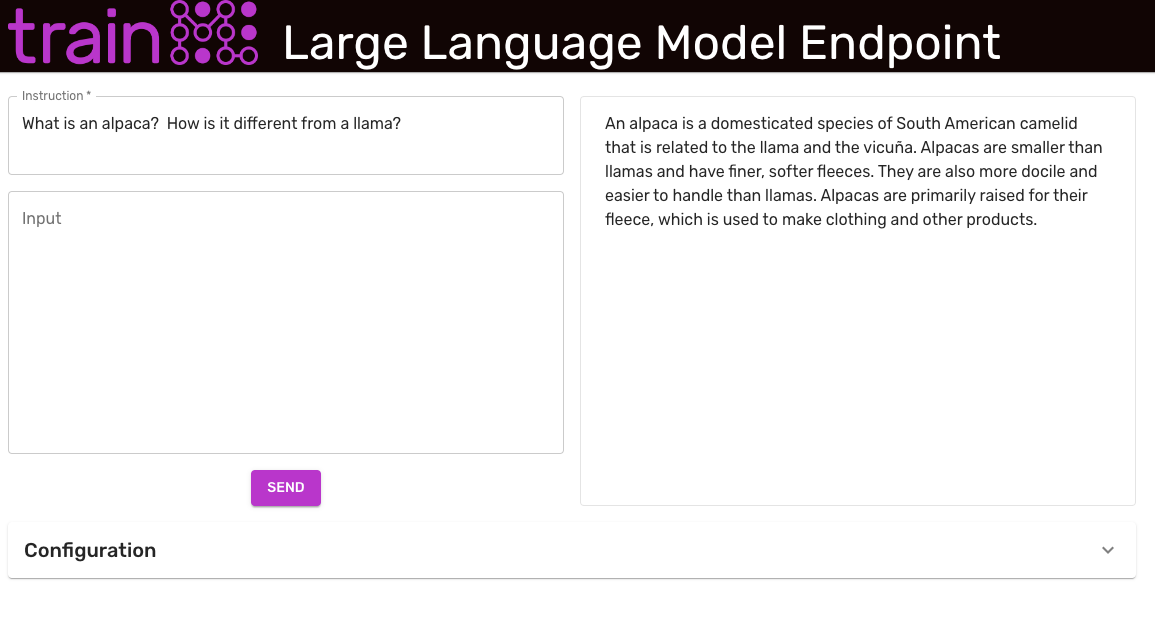 train Large Language Model Endpoint
Instruction *
What is an alpaca?  How is it different from a llama?
Input
SEND
An alpaca is a domesticated species of South American camelid
that is related to the llama and the vicuña. Alpacas are smaller than
llamas and have finer, softer fleeces. They are also more docile and
easier to handle than llamas. Alpacas are primarily raised for their
fleece, which is used to make clothing and other products.
Configuration